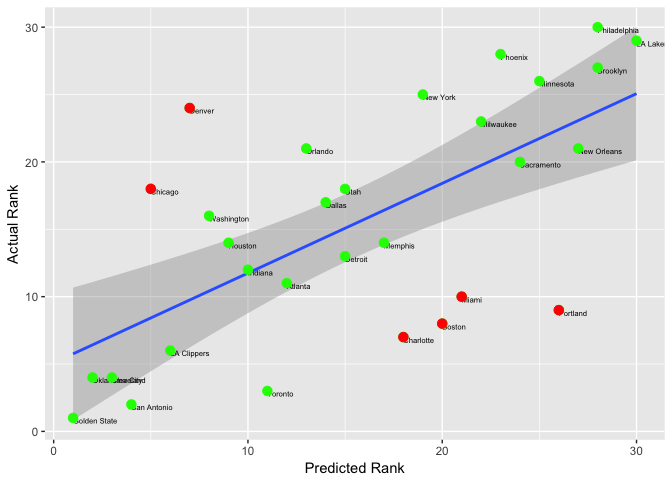 30
Philadelphia
LA Lakers
Phoenix
Brooklyn
Minnesota
New York
Denver
Milwaukee
Orlando
New Orleans
20
Sacramento
Chicago
Utah
Dallas
Washington
Houston
Memphis
Detroit
Indiana
Atlanta
10
Miami
Portland
Boston
Charlotte
LA Clippers
Oklahoma City
Toronto
San Antonio
Golden State
0
0
10
20
30
Predicted Rank
Actual Rank